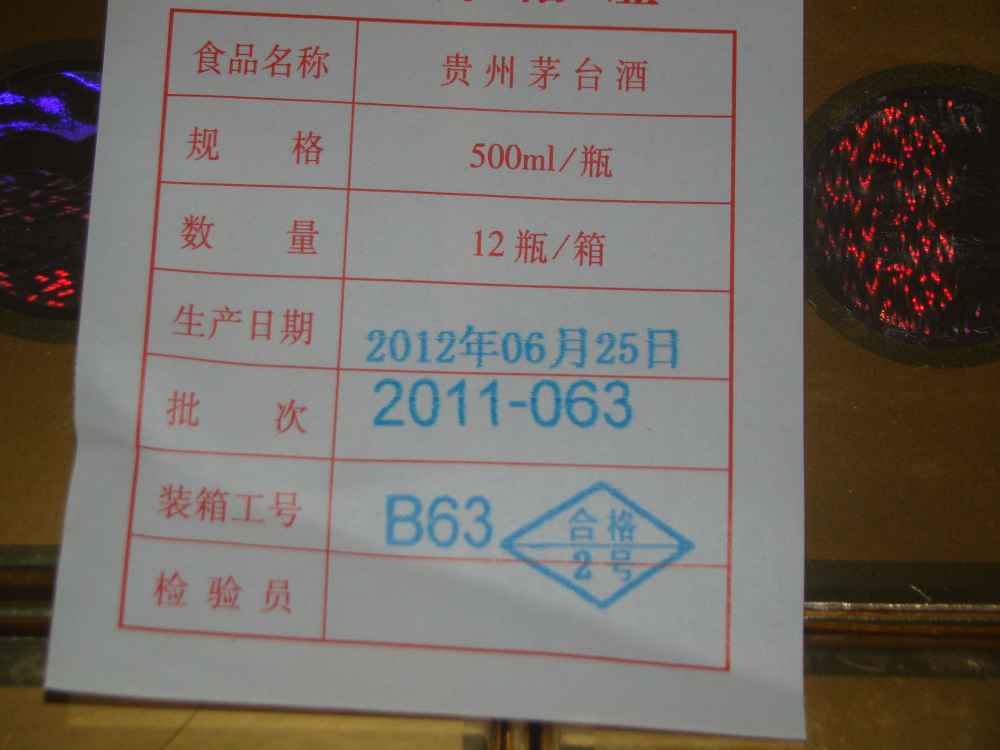 食品名称 贵州茅台酒
规格 500ml/瓶
数量 12瓶/箱
生产日期 2012年06月25日
批次 2011-063
装箱工号 B63
合格
2号
检验员